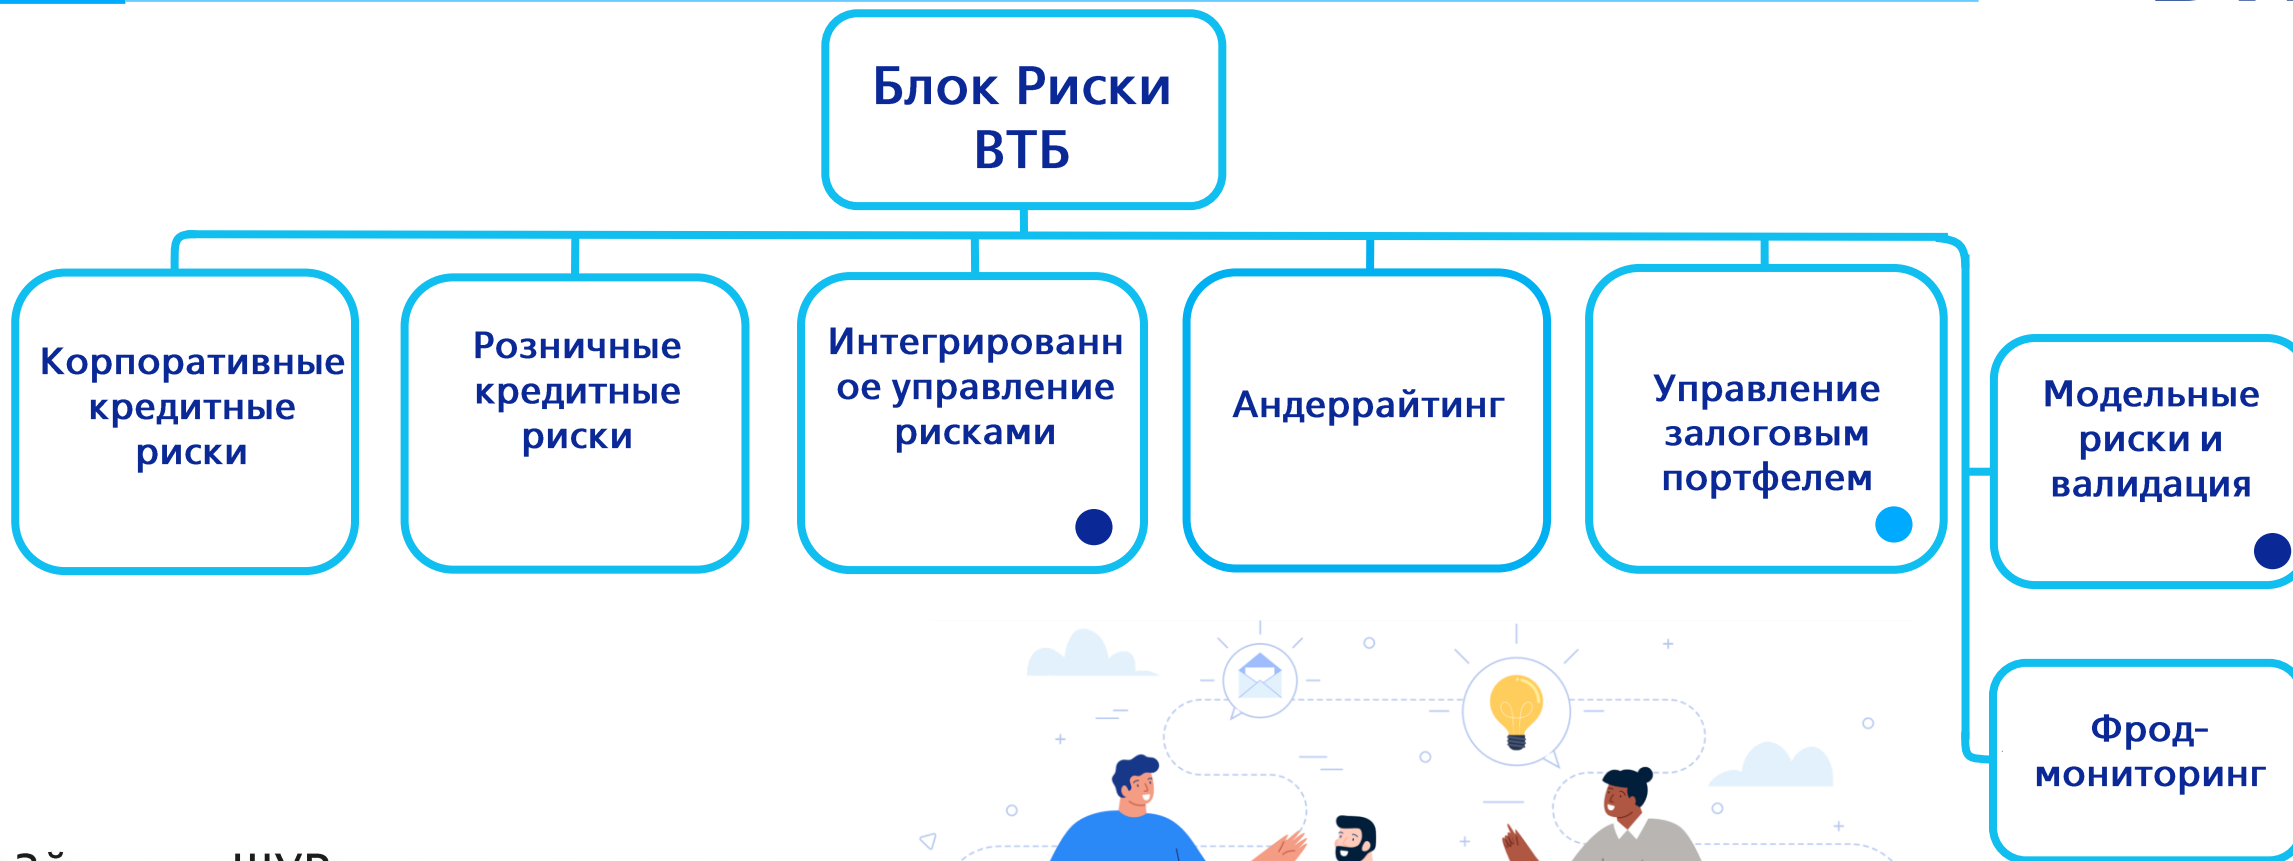 Блок Риски
ВТБ
Корпоративные
кредитные
риски
Розничные
кредитные
риски
Интегрированн
ое управление
рисками
Андеррайтинг
Управление
залоговым
портфелем
Модельные
риски и
валидация
Фрод-
мониторинг